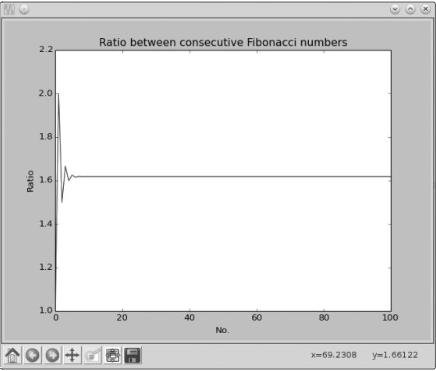 Ratio between consecutive Fibonacci numbers
2.2
2.0
1.8
1.6
1.4
1.2
1.0
Ratio
0 20 40 60 80 100
No.
x=69.2308 y=1.66122